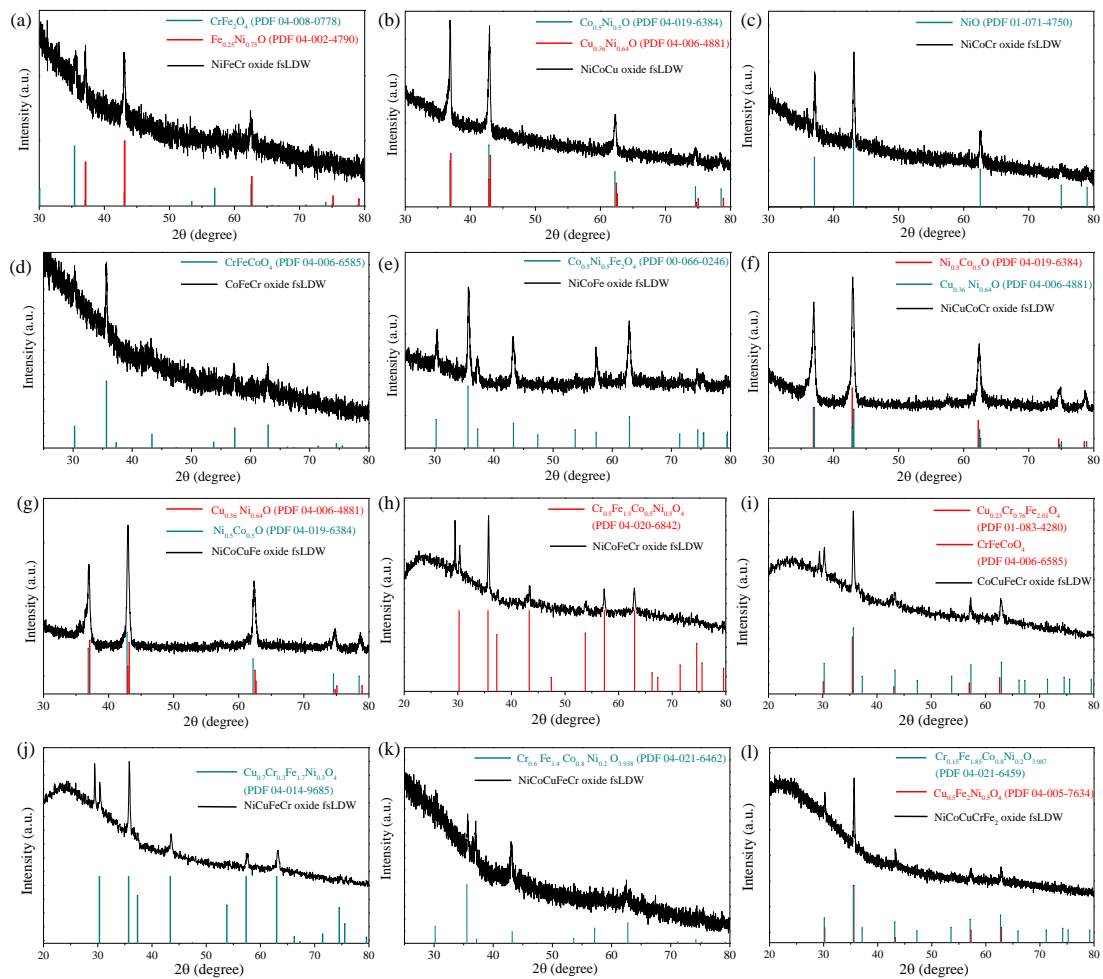 (a)
CrFe₂O₄ (PDF 04-008-0778)
Fe₀.₂₅Ni₀.₇₅O (PDF 04-002-4790)
NiFeCr oxide fsLDW
Intensity (a.u.)
30 40 50 60 70 80
2θ (degree)
(b)
Co₀.₅Ni₀.₅O (PDF 04-019-6384)
Cu₀.₃₆Ni₀.₆₄O (PDF 04-006-4881)
NiCoCu oxide fsLDW
Intensity (a.u.)
30 40 50 60 70 80
2θ (degree)
(c)
NiO (PDF 01-071-4750)
NiCoCr oxide fsLDW
Intensity (a.u.)
30 40 50 60 70 80
2θ (degree)
(d)
CrFeCoO₄ (PDF 04-006-6585)
CoFeCr oxide fsLDW
Intensity (a.u.)
30 40 50 60 70 80
2θ (degree)
(e)
Co₀.₅Ni₀.₅Fe₂O₄ (PDF 00-066-0246)
NiCoFe oxide fsLDW
Intensity (a.u.)
30 40 50 60 70 80
2θ (degree)
(f)
Ni₀.₅Co₀.₅O (PDF 04-019-6384)
Cu₀.₃₆ Ni₀.₆₄O (PDF 04-006-4881)
NiCuCoCr oxide fsLDW
Intensity (a.u.)
30 40 50 60 70 80
2θ (degree)
(g)
Cu₀.₃₆ Ni₀.₆₄O (PDF 04-006-4881)
Ni₀.₅Co₀.₅O (PDF 04-019-6384)
NiCoCuFe oxide fsLDW
Intensity (a.u.)
30 40 50 60 70 80
2θ (degree)
(h)
Cr₀.₅Fe₁.₅Co₀.₅Ni₀.₅O₄
(PDF 04-020-6842)
NiCoFeCr oxide fsLDW
Intensity (a.u.)
20 30 40 50 60 70 80
2θ (degree)
(i)
Cu₀.₂₃Cr₀.₇₆Fe₂.₀₁O₄
(PDF 01-083-4280)
CrFeCoO₄
(PDF 04-006-6585)
CoCuFeCr oxide fsLDW
Intensity (a.u.)
20 30 40 50 60 70 80
2θ (degree)
(j)
Cu₀.₇Cr₀.₃Fe₁.₇Ni₀.₃O₄
(PDF 04-014-9685)
NiCuFeCr oxide fsLDW
Intensity (a.u.)
20 30 40 50 60 70 80
2θ (degree)
(k)
Cr₀.₆ Fe₁.₄ Co₀.₈ Ni₀.₂ O₃.₉₃₈ (PDF 04-021-6462)
NiCoCuFeCr oxide fsLDW
Intensity (a.u.)
30 40 50 60 70 80
2θ (degree)
(l)
Cr₀.₁₅Fe₁.₈₅Co₀.₈Ni₀.₂O₃.₉₈₇
(PDF 04-021-6459)
Cu₀.₅Fe₂Ni₀.₅O₄ (PDF 04-005-7634)
NiCoCuCrFe₂ oxide fsLDW
Intensity (a.u.)
20 30 40 50 60 70 80
2θ (degree)